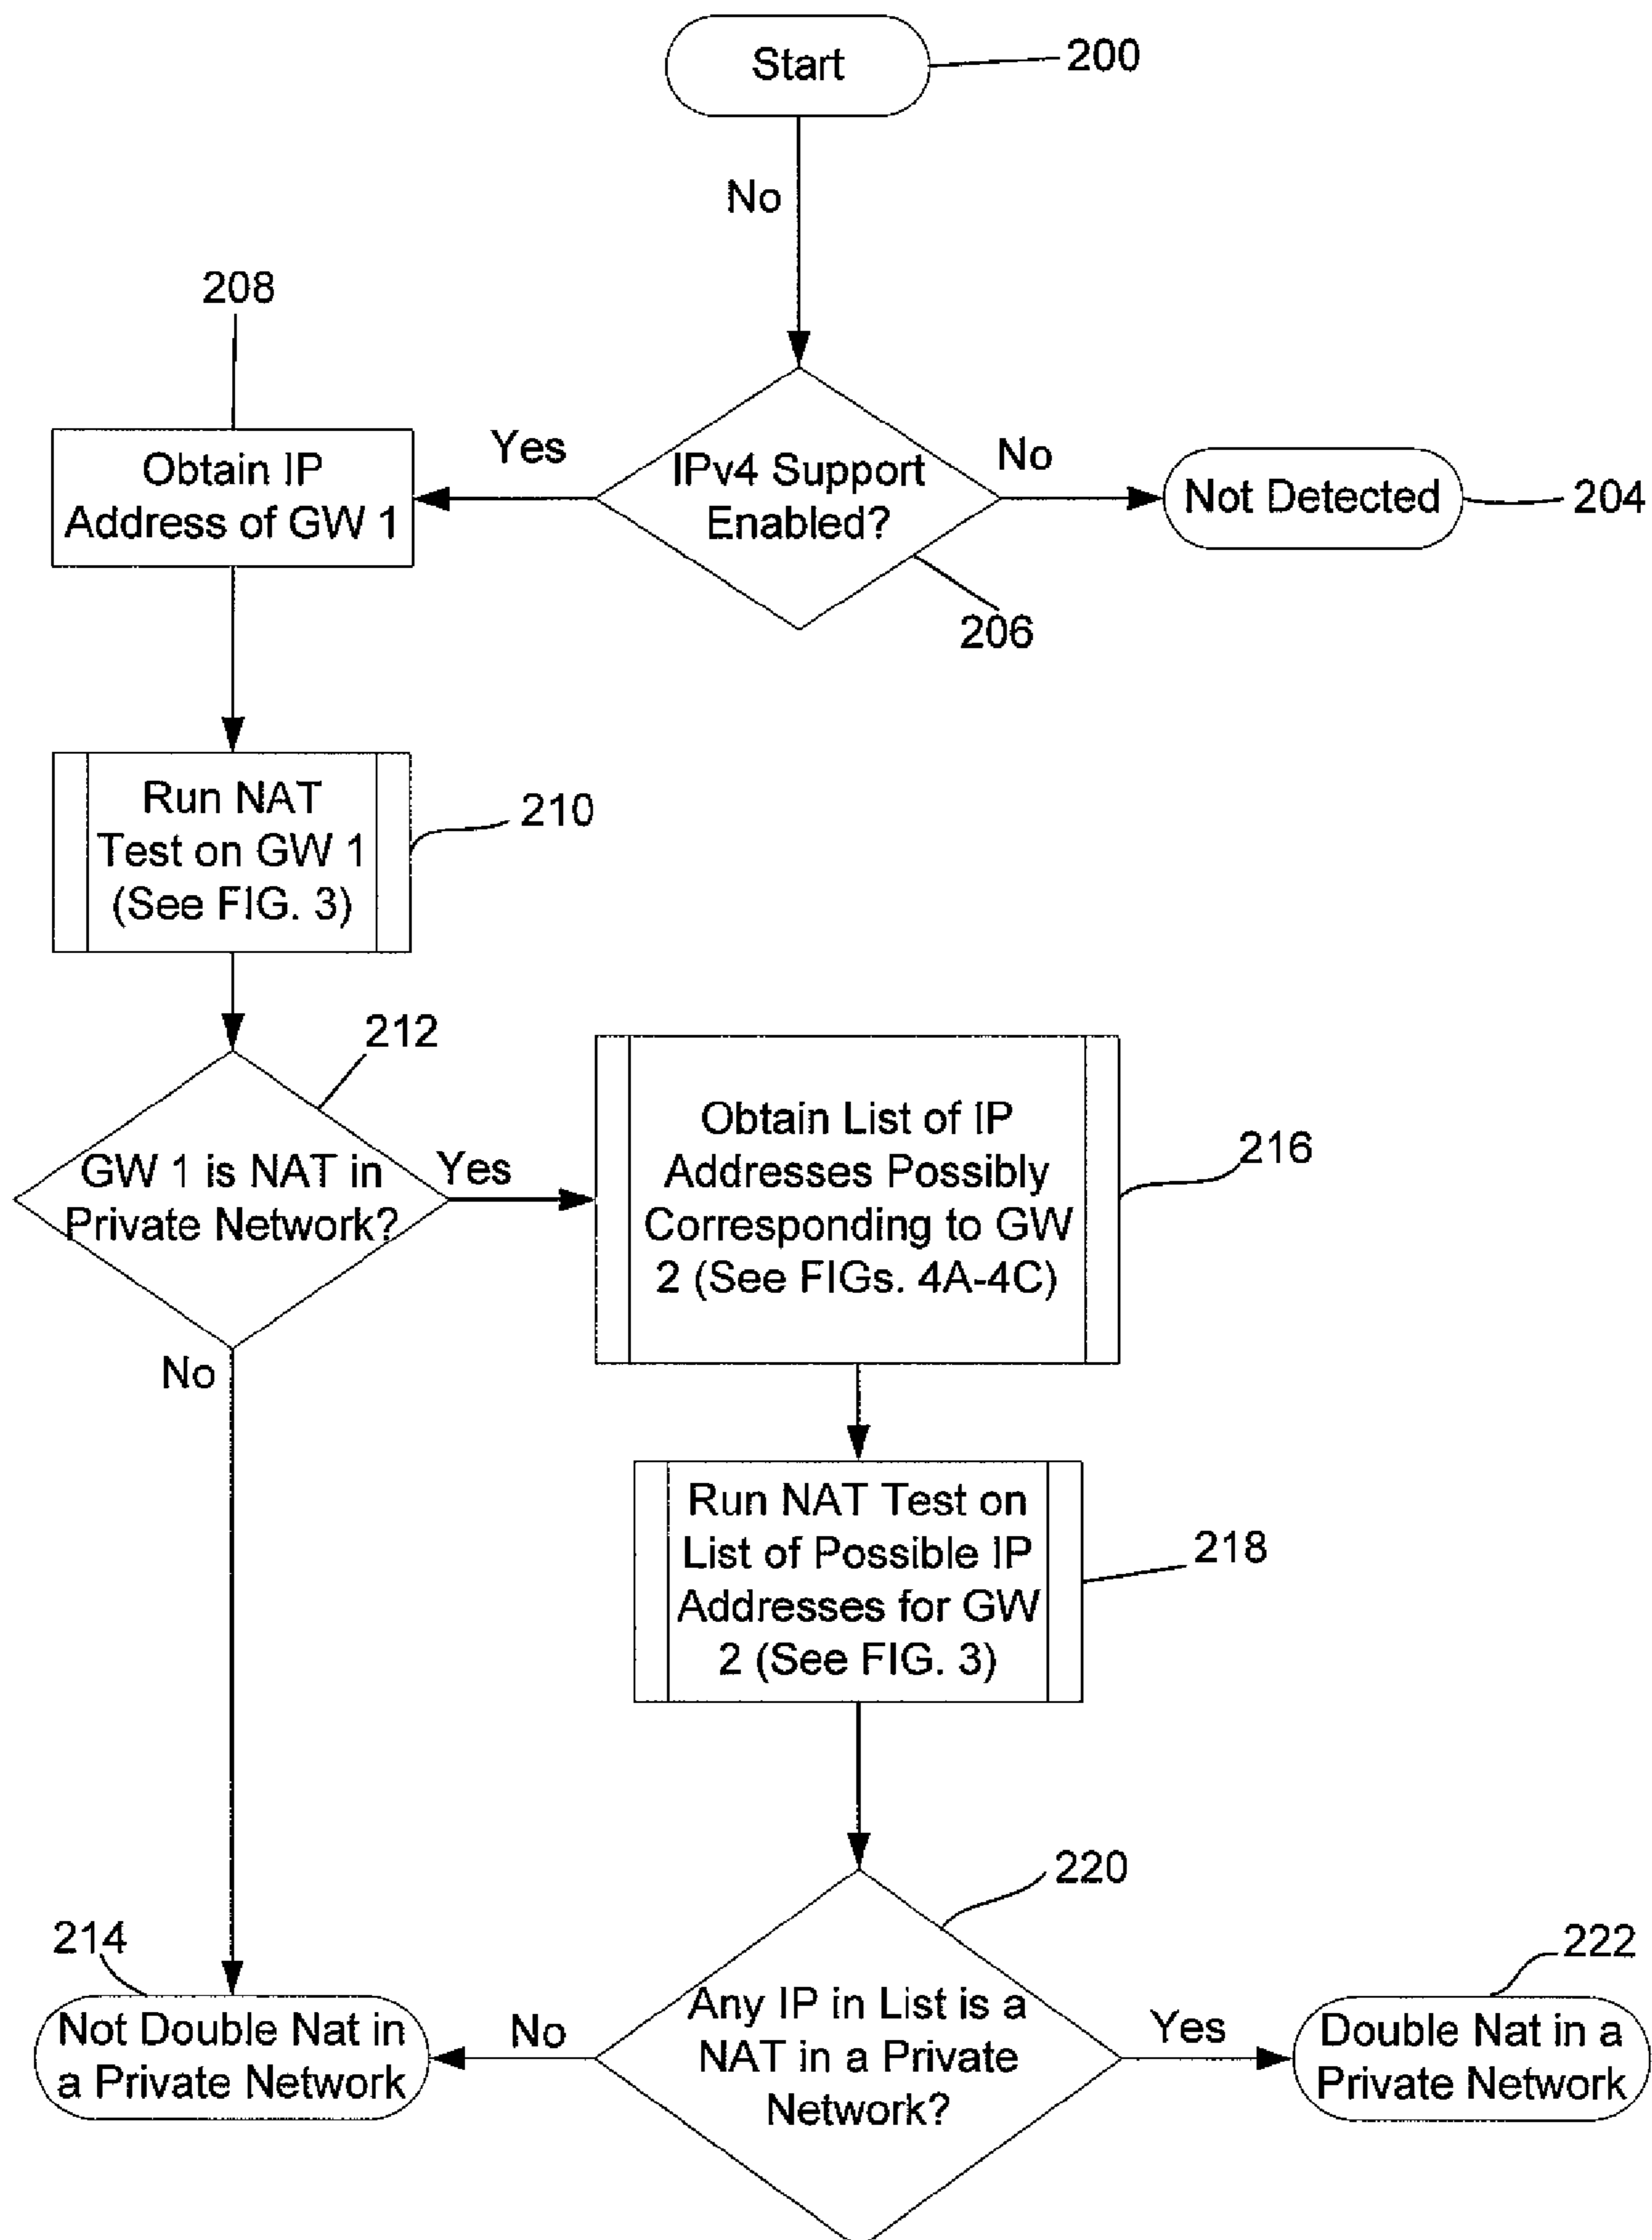 Start
200
No
208
Obtain IP
Address of GW 1
Yes
IPv4 Support
Enabled?
No
Not Detected
204
206
Run NAT
Test on GW 1
(See FIG. 3)
210
212
GW 1 is NAT in
Private Network?
Yes
Obtain List of IP
Addresses Possibly
Corresponding to GW
2 (See FIGs. 4A-4C)
216
No
Run NAT Test on
List of Possible IP
Addresses for GW
2 (See FIG. 3)
218
220
214
Not Double Nat in
a Private Network
No
Any IP in List is a
NAT in a Private
Network?
Yes
222
Double Nat in a
Private Network